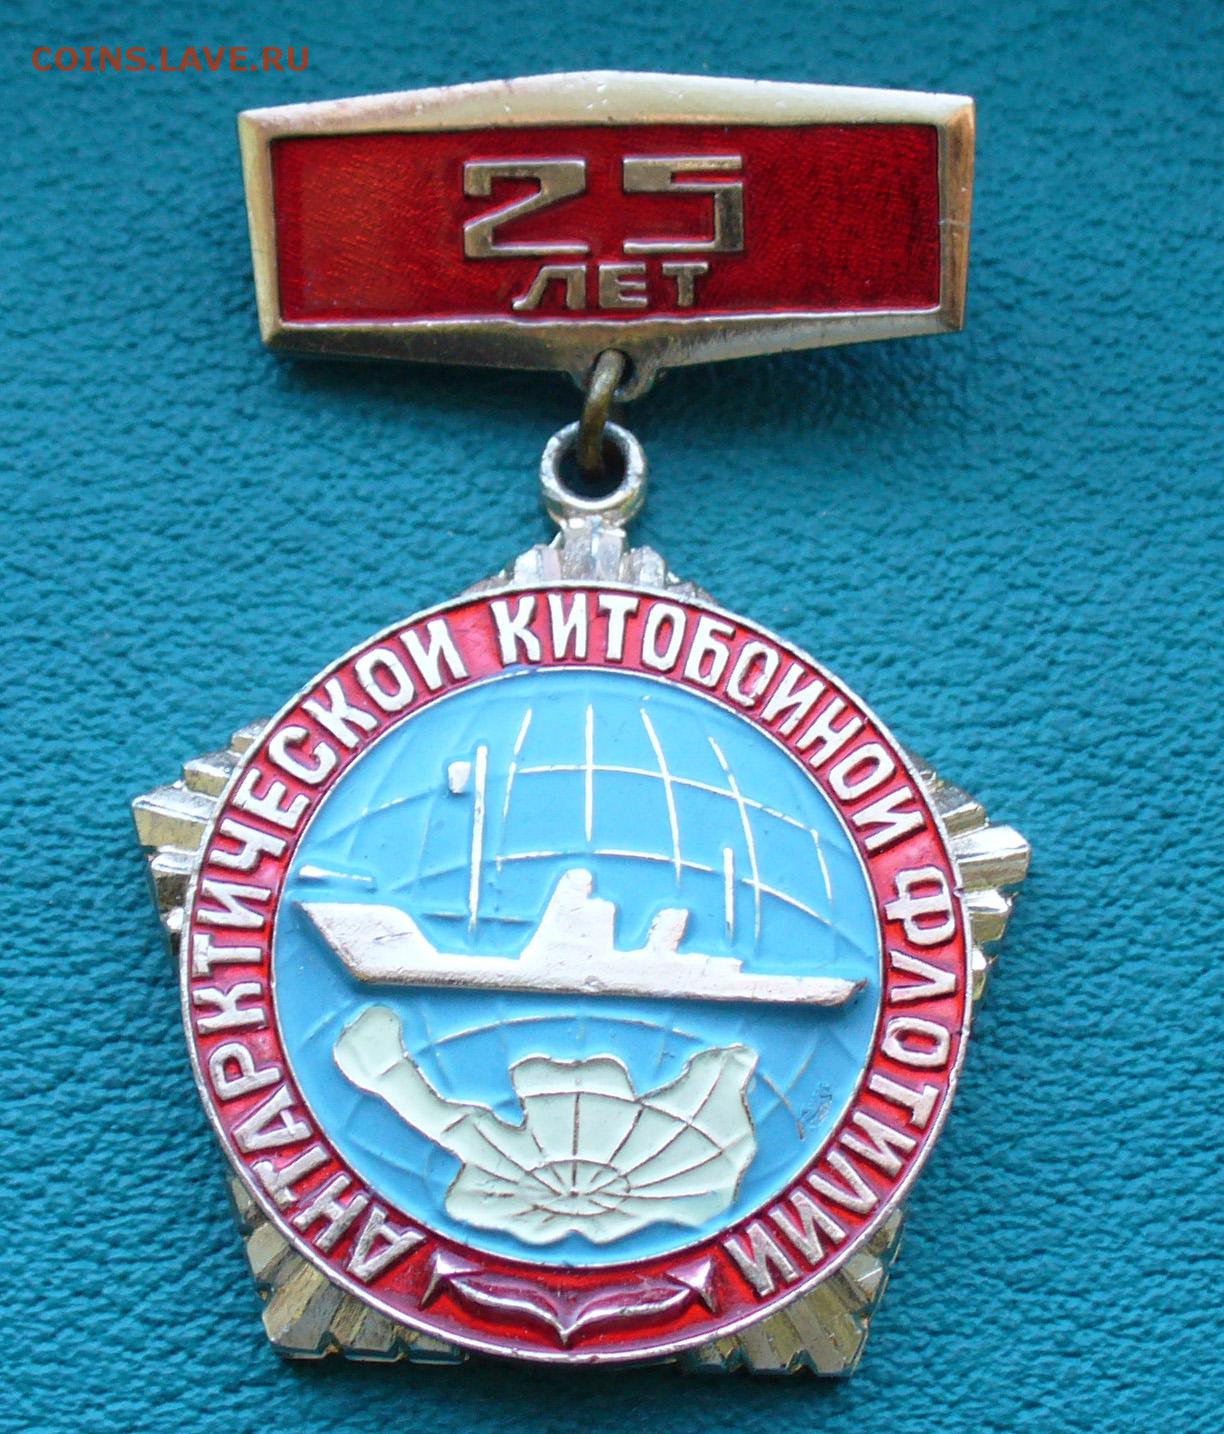 COINS.LAVE.RU
25
ЛЕТ
АНТАРКТИЧЕСКОЙ КИТОБОЙНОЙ ФЛОТИЛИИ